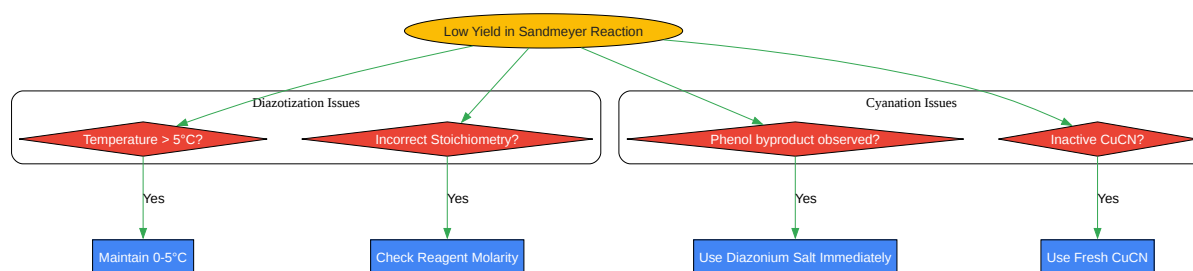 Low Yield in Sandmeyer Reaction
Diazotization Issues
Cyanation Issues
Temperature > 5°C?
Incorrect Stoichiometry?
Phenol byproduct observed?
Inactive CuCN?
Yes
Yes
Yes
Yes
Maintain 0-5°C
Check Reagent Molarity
Use Diazonium Salt Immediately
Use Fresh CuCN